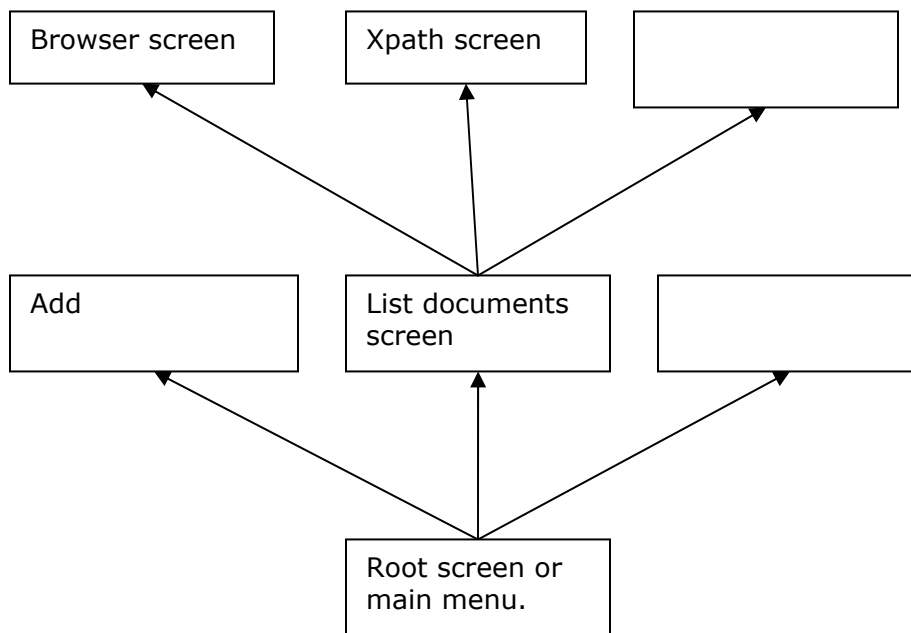 Browser screen
Xpath screen
Add
List documents
screen
Root screen or
main menu.